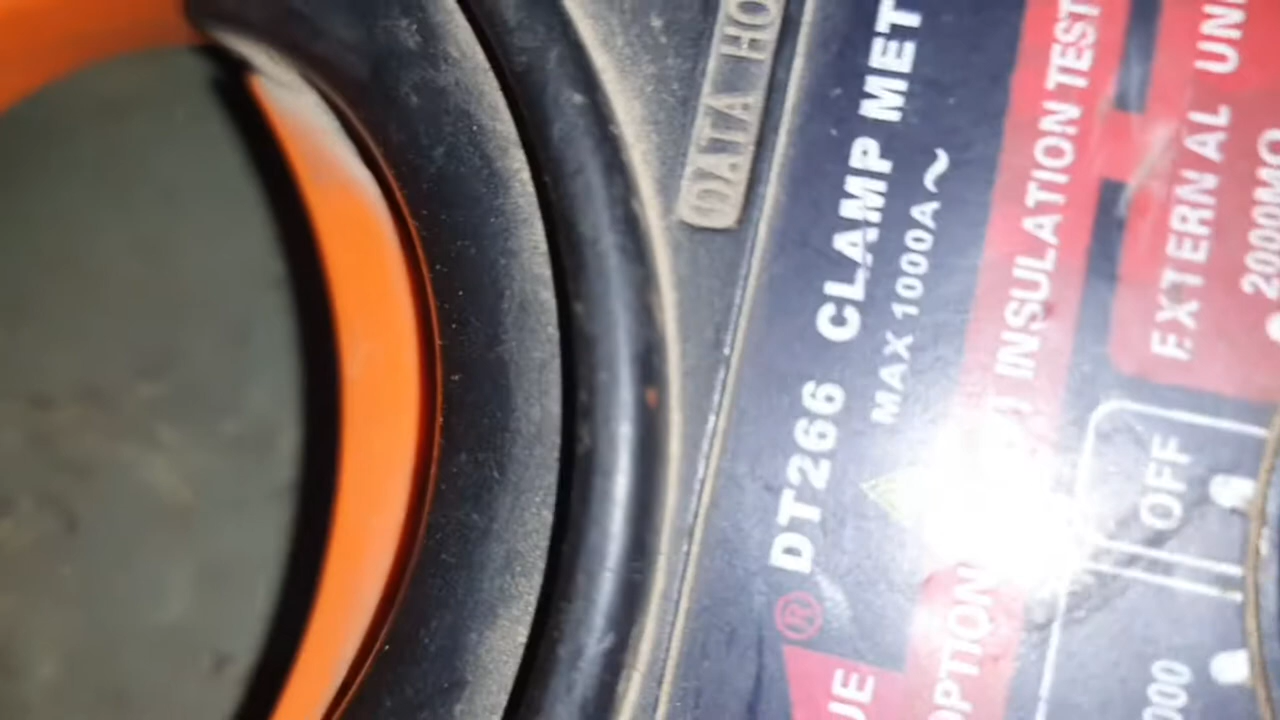 DATA HO
® DT266 CLAMP MET
MAX 1000A~
UE
OPTION INSULATION TEST
EXTERNAL UNI
2000MΩ
OFF
000